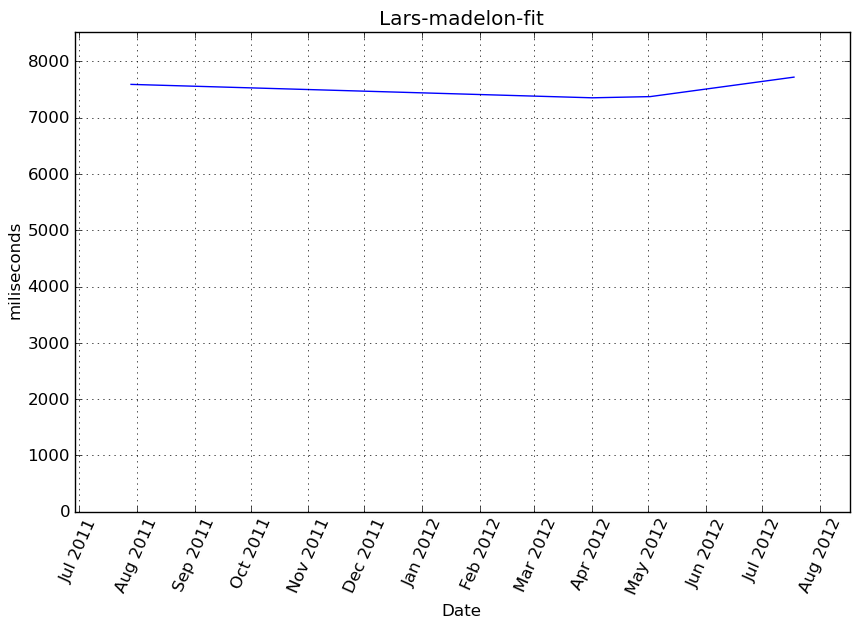 Lars-madelon-fit
8000
7000
6000
5000
4000
3000
2000
1000
0
miliseconds
Jul 2011
Aug 2011
Sep 2011
Oct 2011
Nov 2011
Dec 2011
Jan 2012
Feb 2012
Mar 2012
Apr 2012
May 2012
Jun 2012
Jul 2012
Aug 2012
Date